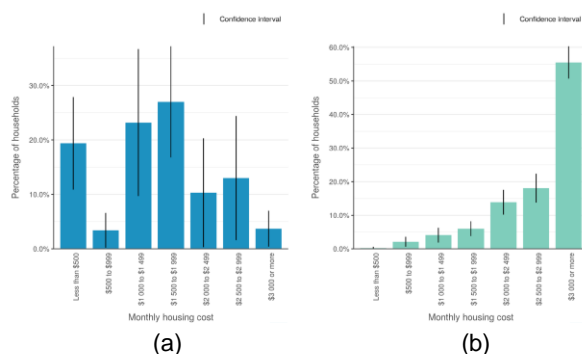 Confidence interval
Percentage of households
30.0%
20.0%
10.0%
0.0%
Less than $500
$500 to $999
$1 000 to $1 499
$1 500 to $1 999
$2 000 to $2 499
$2 500 to $2 999
$3 000 or more
Monthly housing cost
(a)
Confidence interval
Percentage of households
60.0%
50.0%
40.0%
30.0%
20.0%
10.0%
0.0%
Less than $500
$500 to $999
$1 000 to $1 499
$1 500 to $1 999
$2 000 to $2 499
$2 500 to $2 999
$3 000 or more
Monthly housing cost
(b)